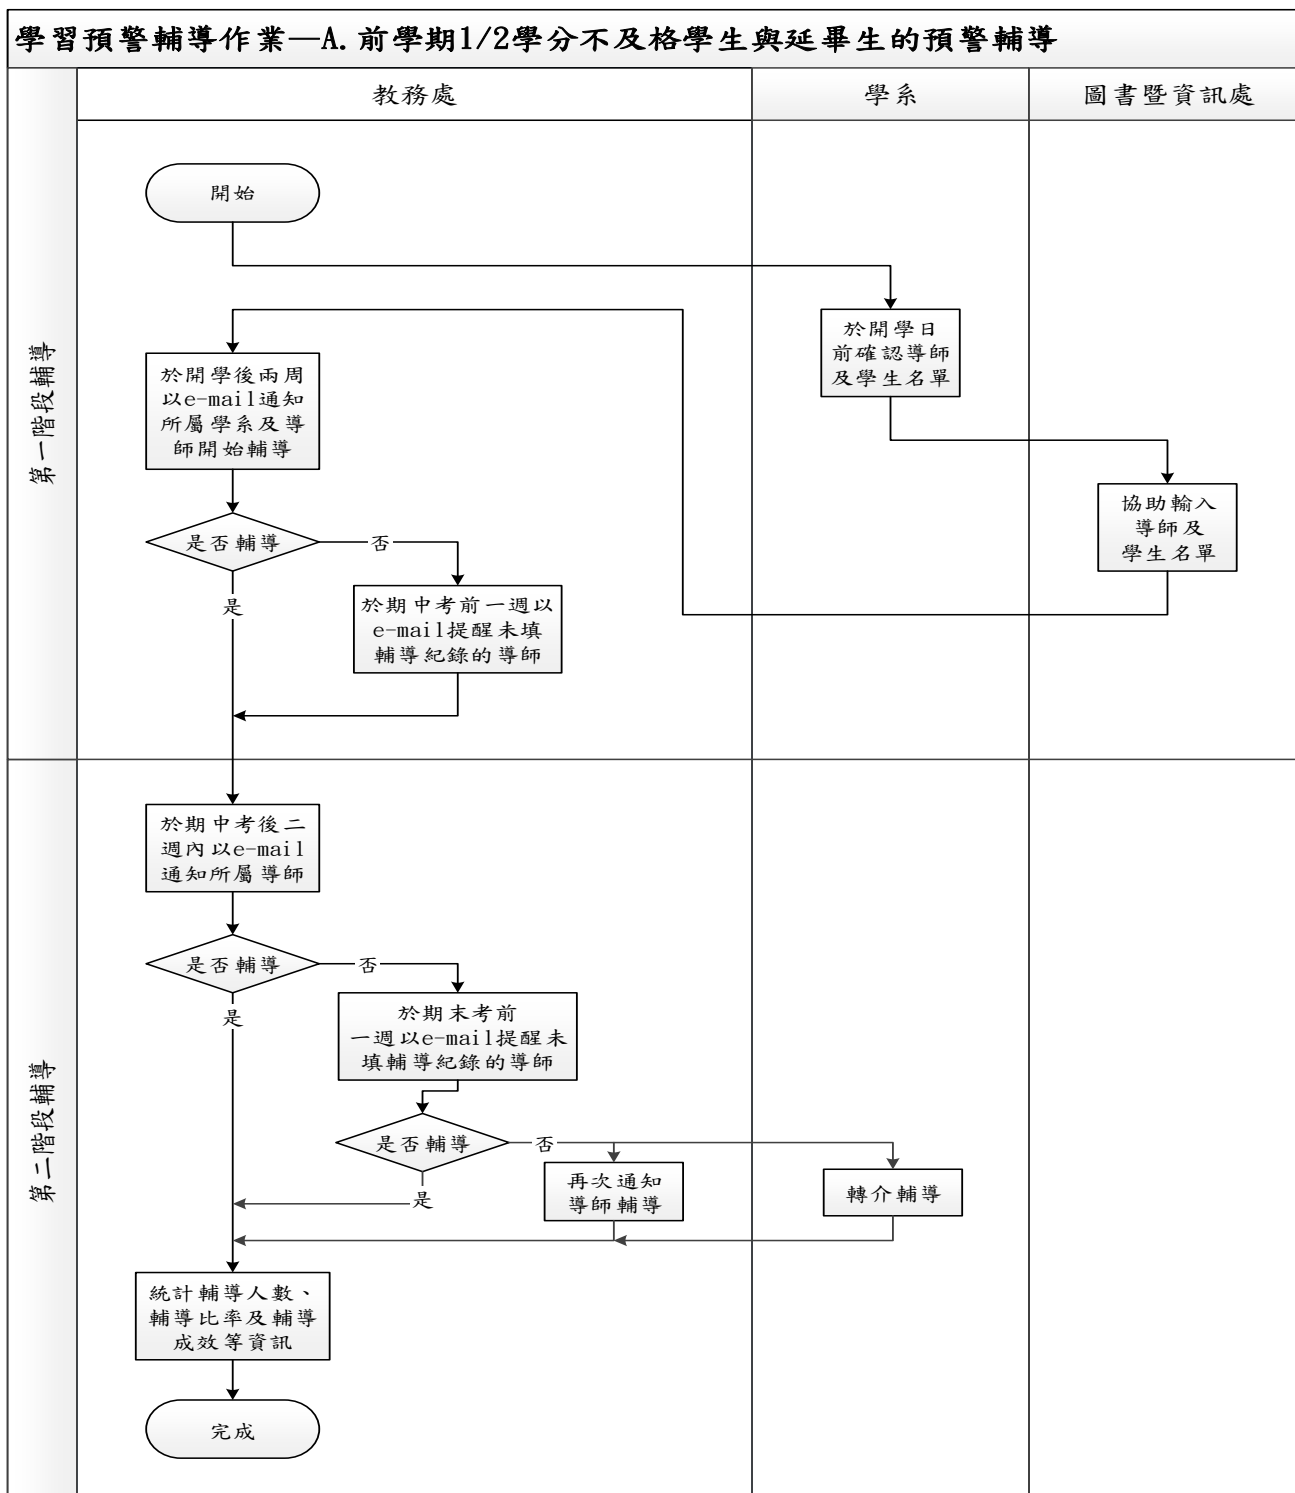 學習預警輔導作業—A.前學期1/2學分不及格學生與延畢生的預警輔導
教務處
學系
圖書暨資訊處
第一階段輔導
開始
於開學日
前確認導師
及學生名單
協助輸入
導師及
學生名單
於開學後兩周
以e-mail通知
所屬學系及導
師開始輔導
是否輔導
否
是
於期中考前一週以
e-mail提醒未填
輔導紀錄的導師
第二階段輔導
於期中考後二
週內以e-mail
通知所屬導師
是否輔導
否
是
於期末考前
一週以e-mail提醒未
填輔導紀錄的導師
是否輔導
否
是
再次通知
導師輔導
轉介輔導
統計輔導人數、
輔導比率及輔導
成效等資訊
完成